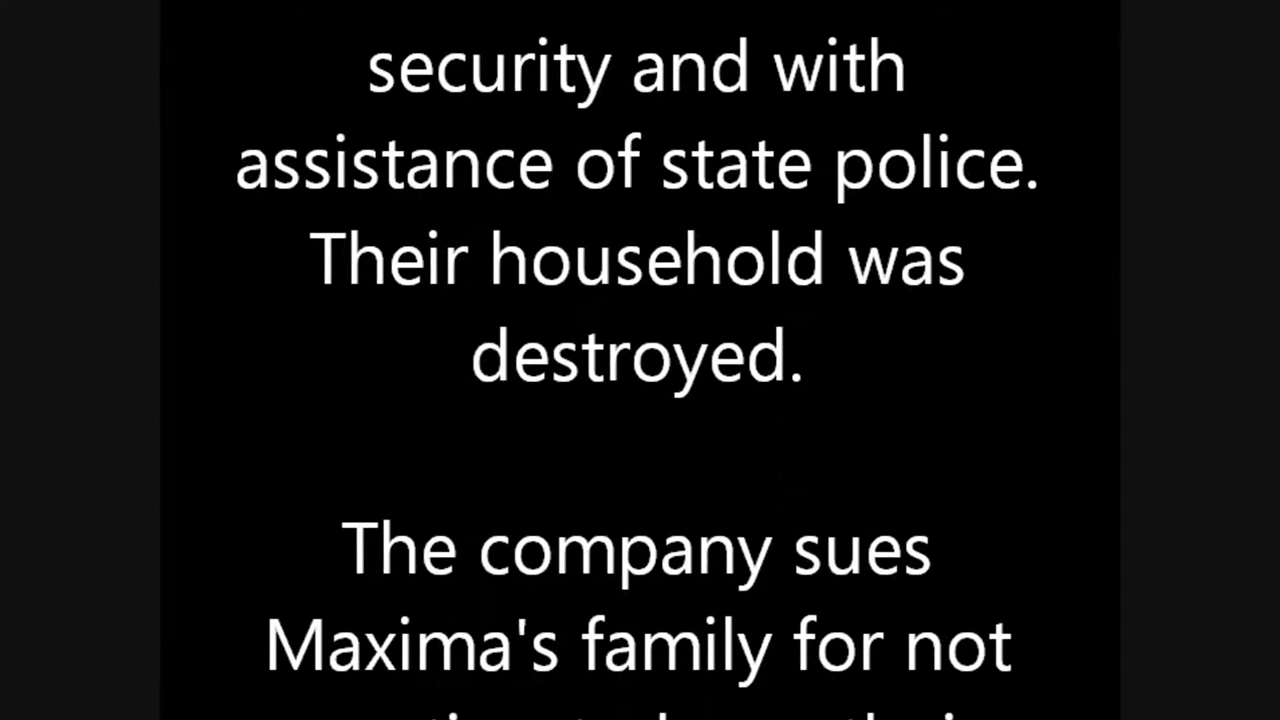 security and with
assistance of state police.
Their household was
destroyed.
The company sues
Maxima's family for not